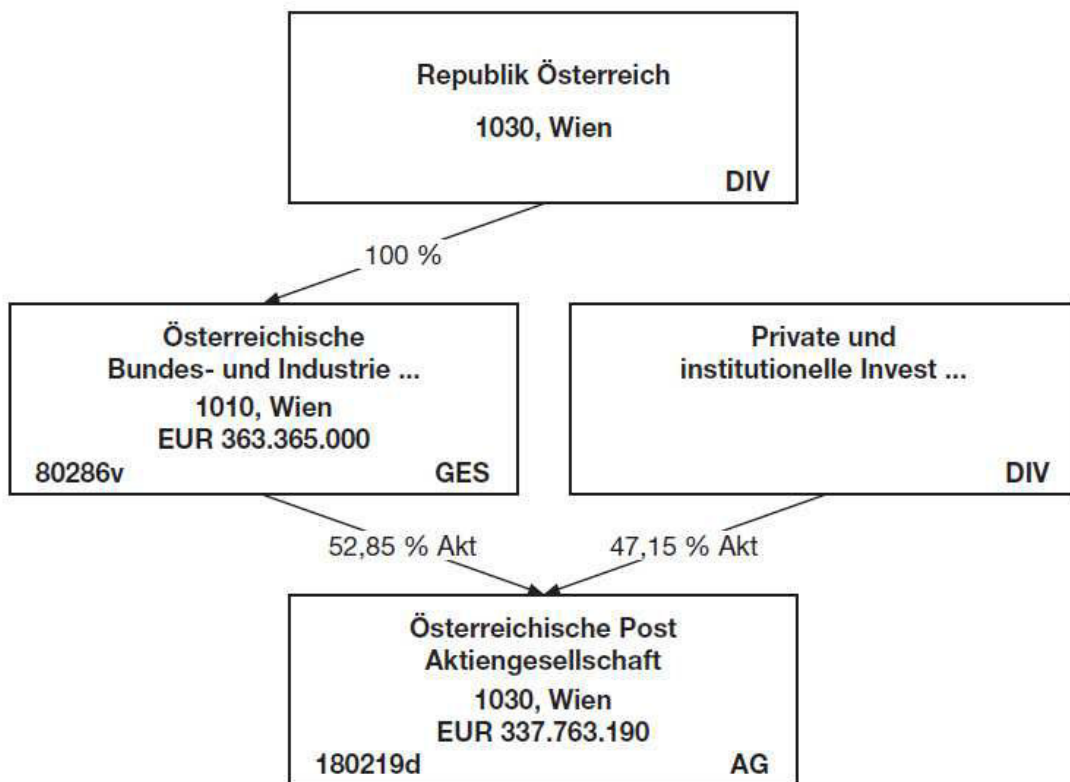 Republik Österreich
1030, Wien
DIV
100 %
Österreichische
Bundes- und Industrie ...
1010, Wien
EUR 363.365.000
80286v GES
Private und
institutionelle Invest ...
DIV
52,85 % Akt
47,15 % Akt
Österreichische Post
Aktiengesellschaft
1030, Wien
EUR 337.763.190
180219d AG